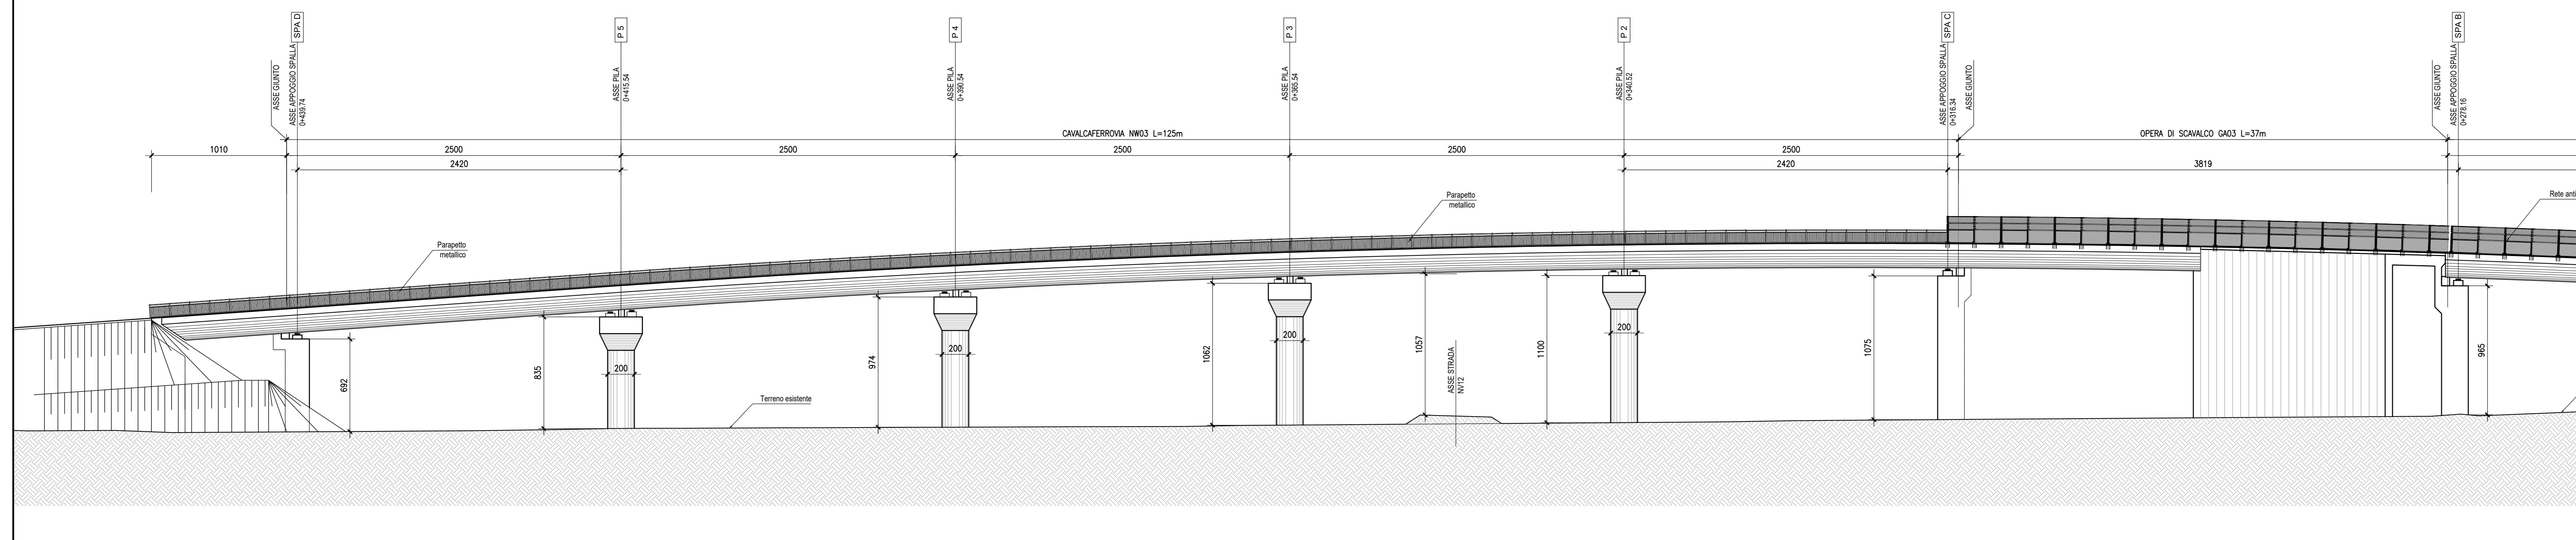 SPA D
P 5
P 4
P 3
P 2
SPA C
SPA B
ASSE GIUNTO
ASSE APPOGGIO SPALLA
0+439.74
ASSE PILA
0+415.54
ASSE PILA
0+390.54
ASSE PILA
0+365.54
ASSE PILA
0+340.52
ASSE APPOGGIO SPALLA
0+316.34
ASSE GIUNTO
ASSE GIUNTO
ASSE APPOGGIO SPALLA
0+278.16
CAVALCAFERROVIA NW03 L=125m
OPERA DI SCAVALCO GA03 L=37m
1010
2500
2500
2500
2500
2500
2420
2420
3819
Parapetto
metallico
Parapetto
metallico
Rete anti
692
835
200
974
200
1062
200
1057
ASSE STRADA
NV12
1100
200
1075
965
Terreno esistente